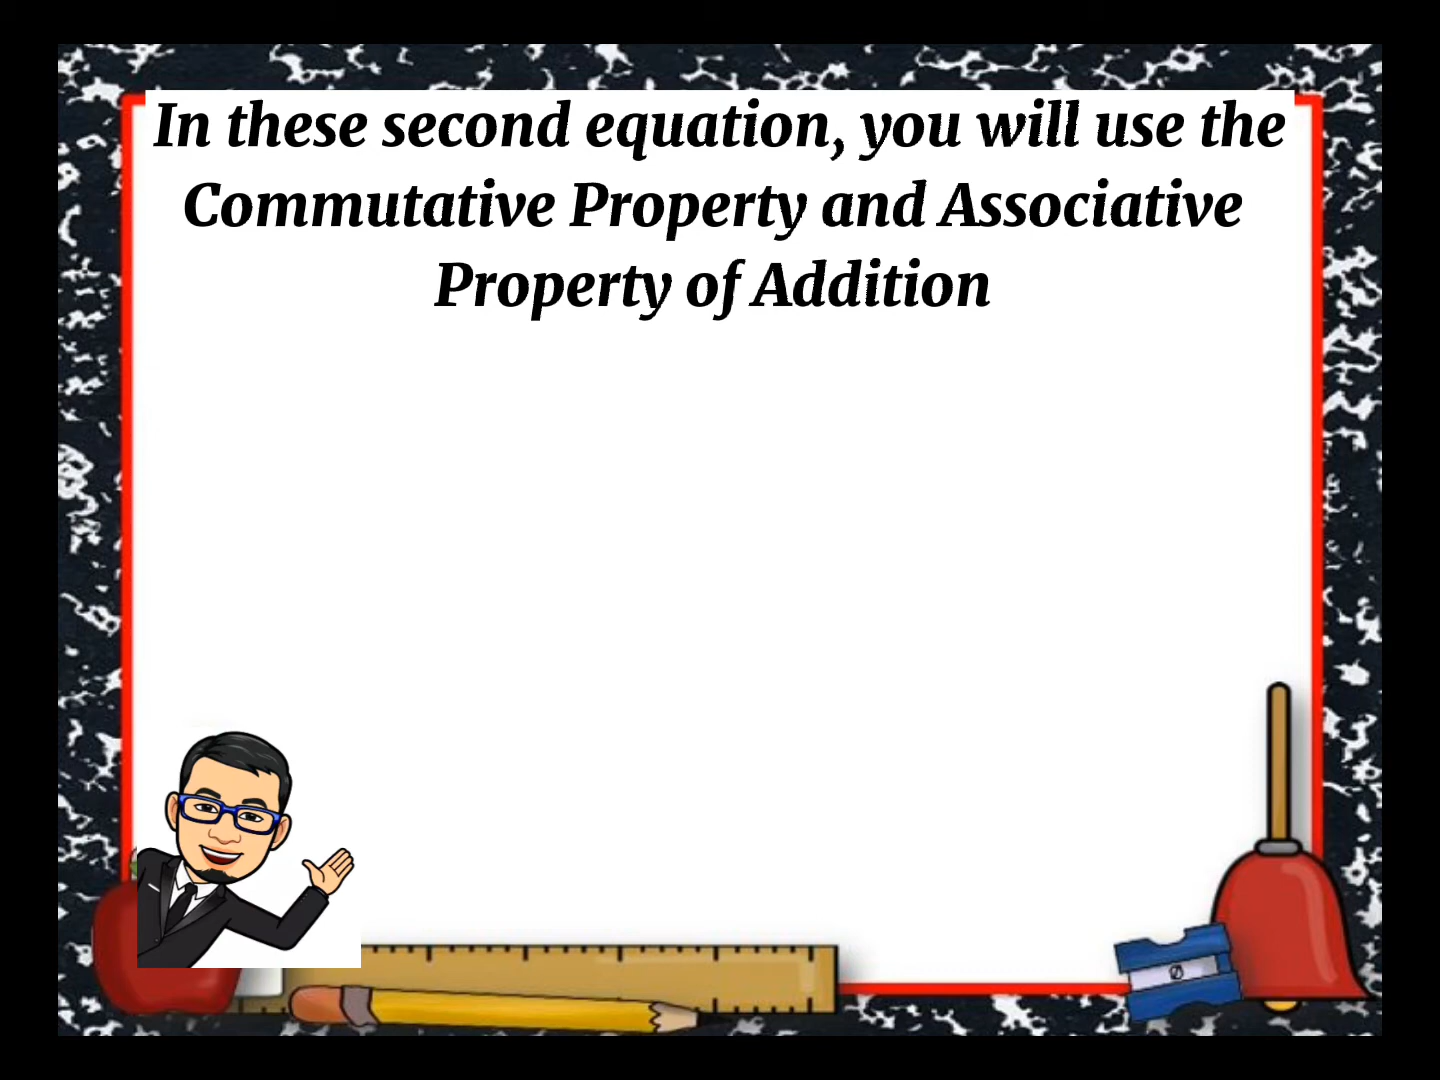 In these second equation, you will use the
Commutative Property and Associative
Property of Addition